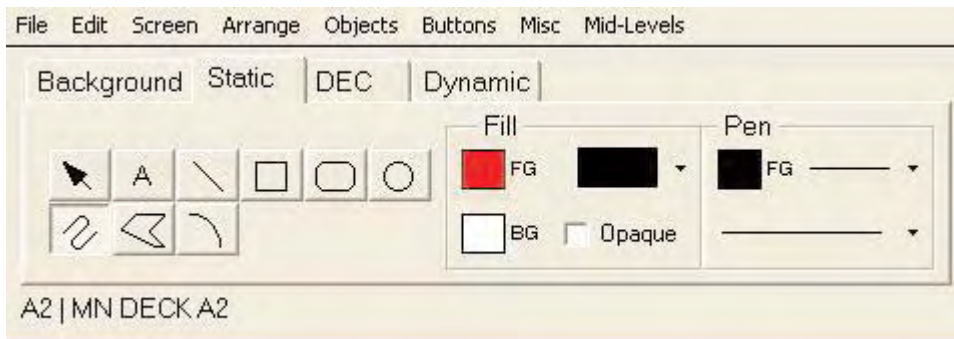 File Edit Screen Arrange Objects Buttons Misc Mid-Levels
Background Static DEC Dynamic
Fill Pen
A FG FG
BG Opaque
A2 | MN DECK A2